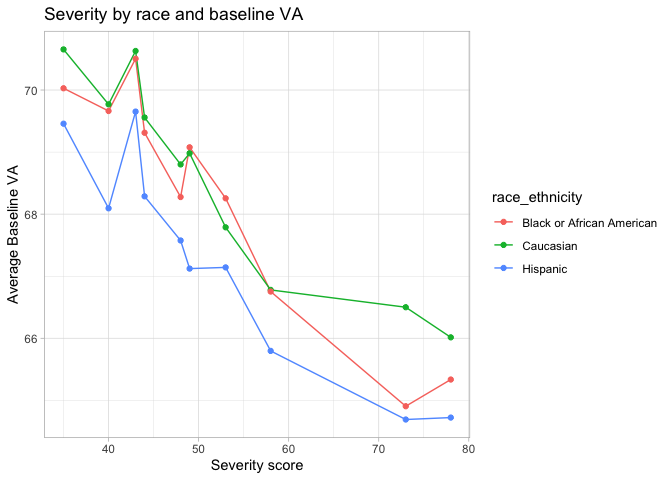 Severity by race and baseline VA
Average Baseline VA
70
68
66
40
50
60
70
80
Severity score
race_ethnicity
Black or African American
Caucasian
Hispanic